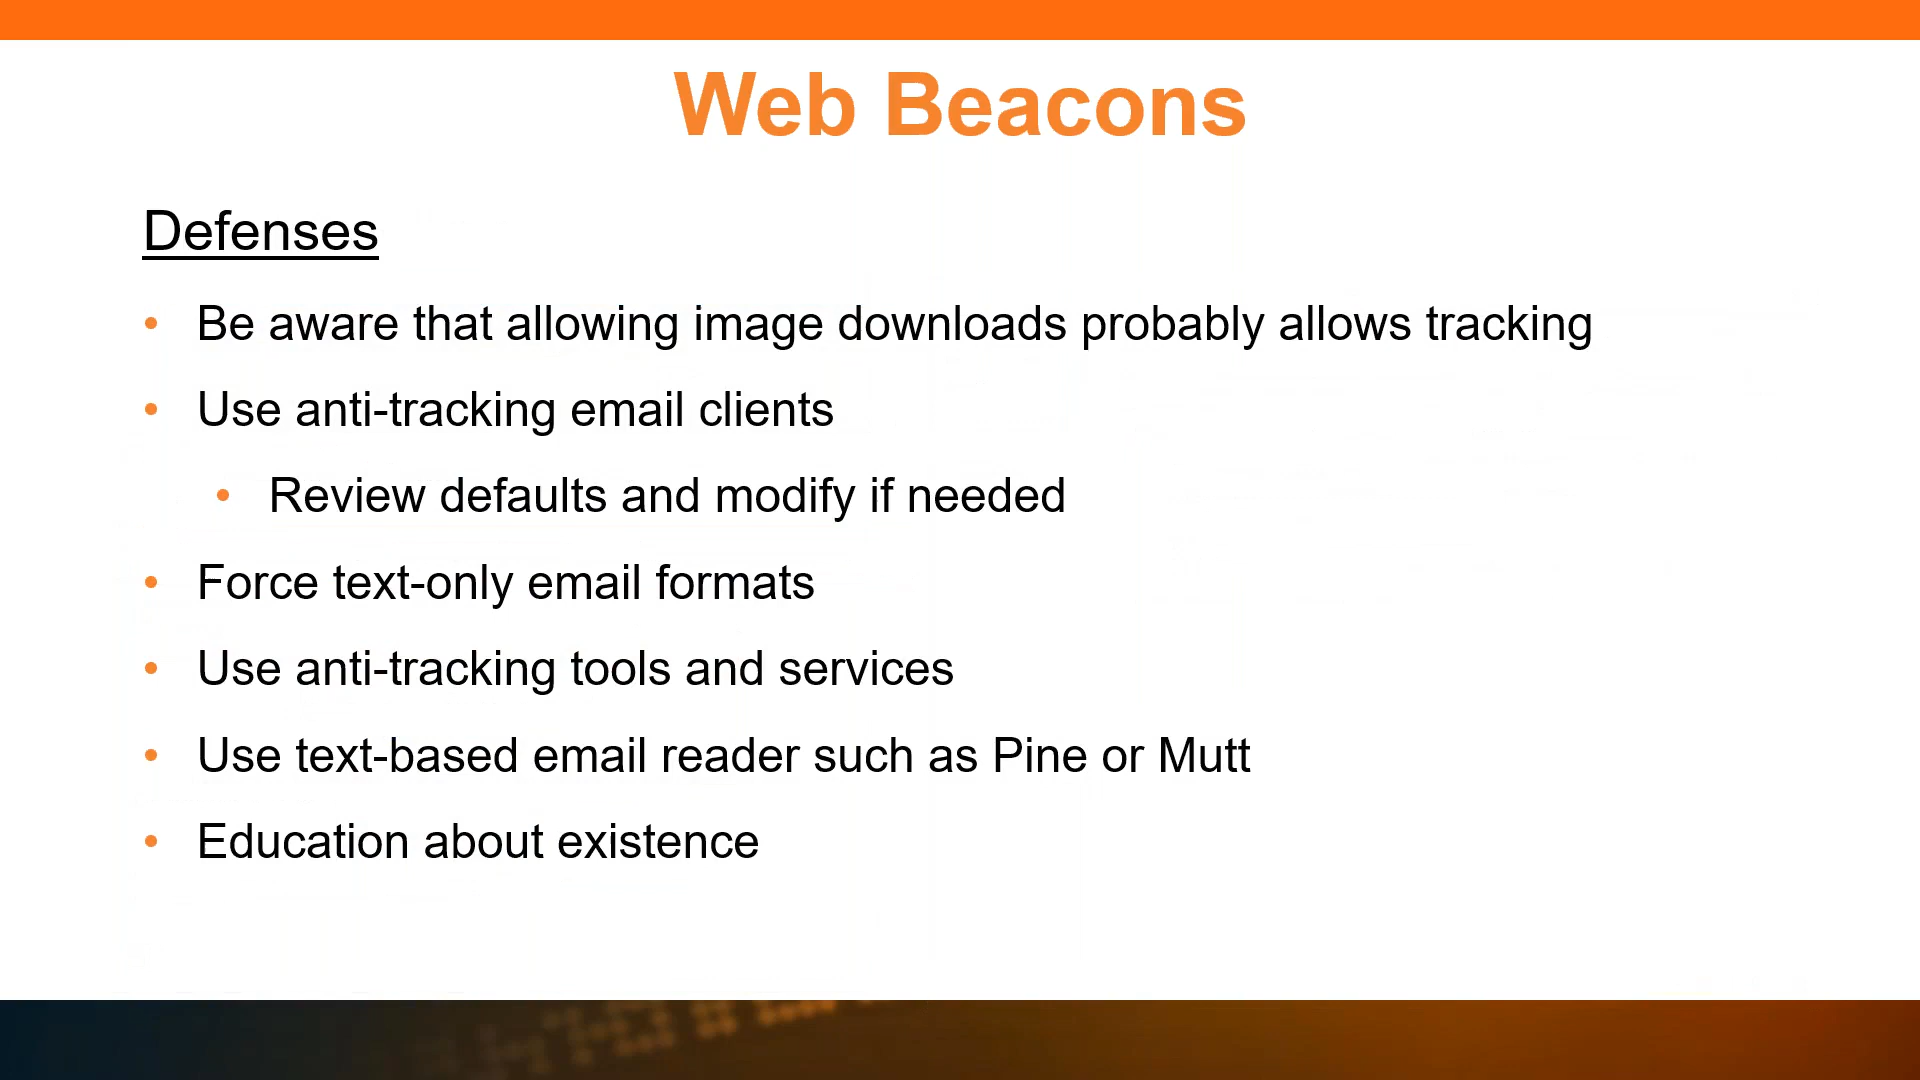 Web Beacons
Defenses
• Be aware that allowing image downloads probably allows tracking
• Use anti-tracking email clients
• Review defaults and modify if needed
• Force text-only email formats
• Use anti-tracking tools and services
• Use text-based email reader such as Pine or Mutt
• Education about existence